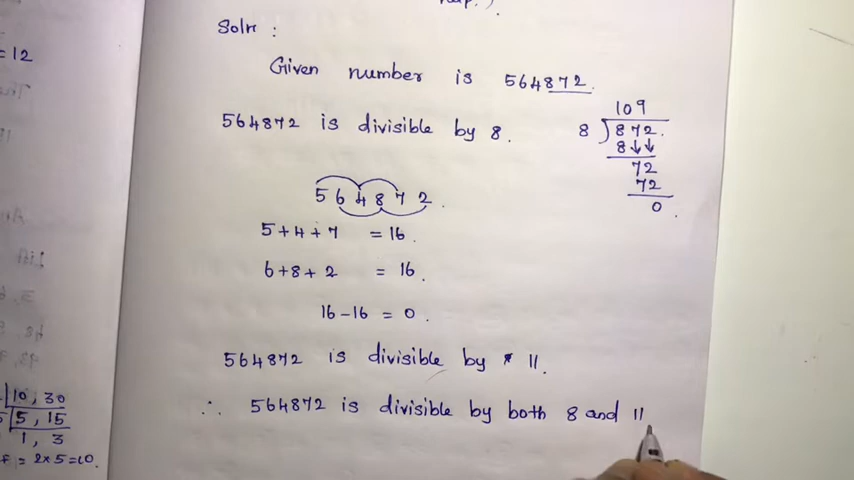 Soln :
Given number is 564872.
564872 is divisible by 8.
109
8 ) 872.
8↓↓
72
72
0.
564872.
5+4+7 = 16
6+8+2 = 16.
16-16 = 0.
564872 is divisible by 11.
∴ 564872 is divisible by both 8 and 11
= 12
10, 30
5, 15
1, 3
= 2×5=10.